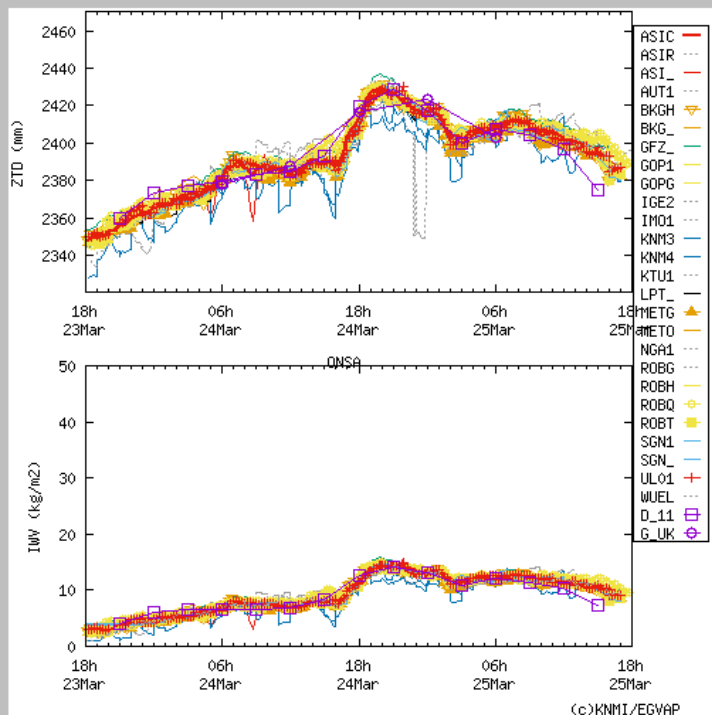 2460
2440
2420
2400
2380
2360
2340
ZTD (mm)
18h 06h 18h 06h 18h
23Mar 24Mar 24Mar 25Mar 25Mar
ASIC
ASIR
ASI_
AUT1
BKGH
BKG_
GFZ_
GOP1
GOPG
IGE2
IMO1
KNM3
KNM4
KTU1
LPT_
METG
METO
NGA1
ROBG
ROBH
ROBQ
ROBT
SGN1
SGN_
UL01
WUEL
D_11
G_UK
ONSA
50
40
30
20
10
0
IWV (kg/m2)
18h 06h 18h 06h 18h
23Mar 24Mar 24Mar 25Mar 25Mar
(c)KNMI/EGVAP